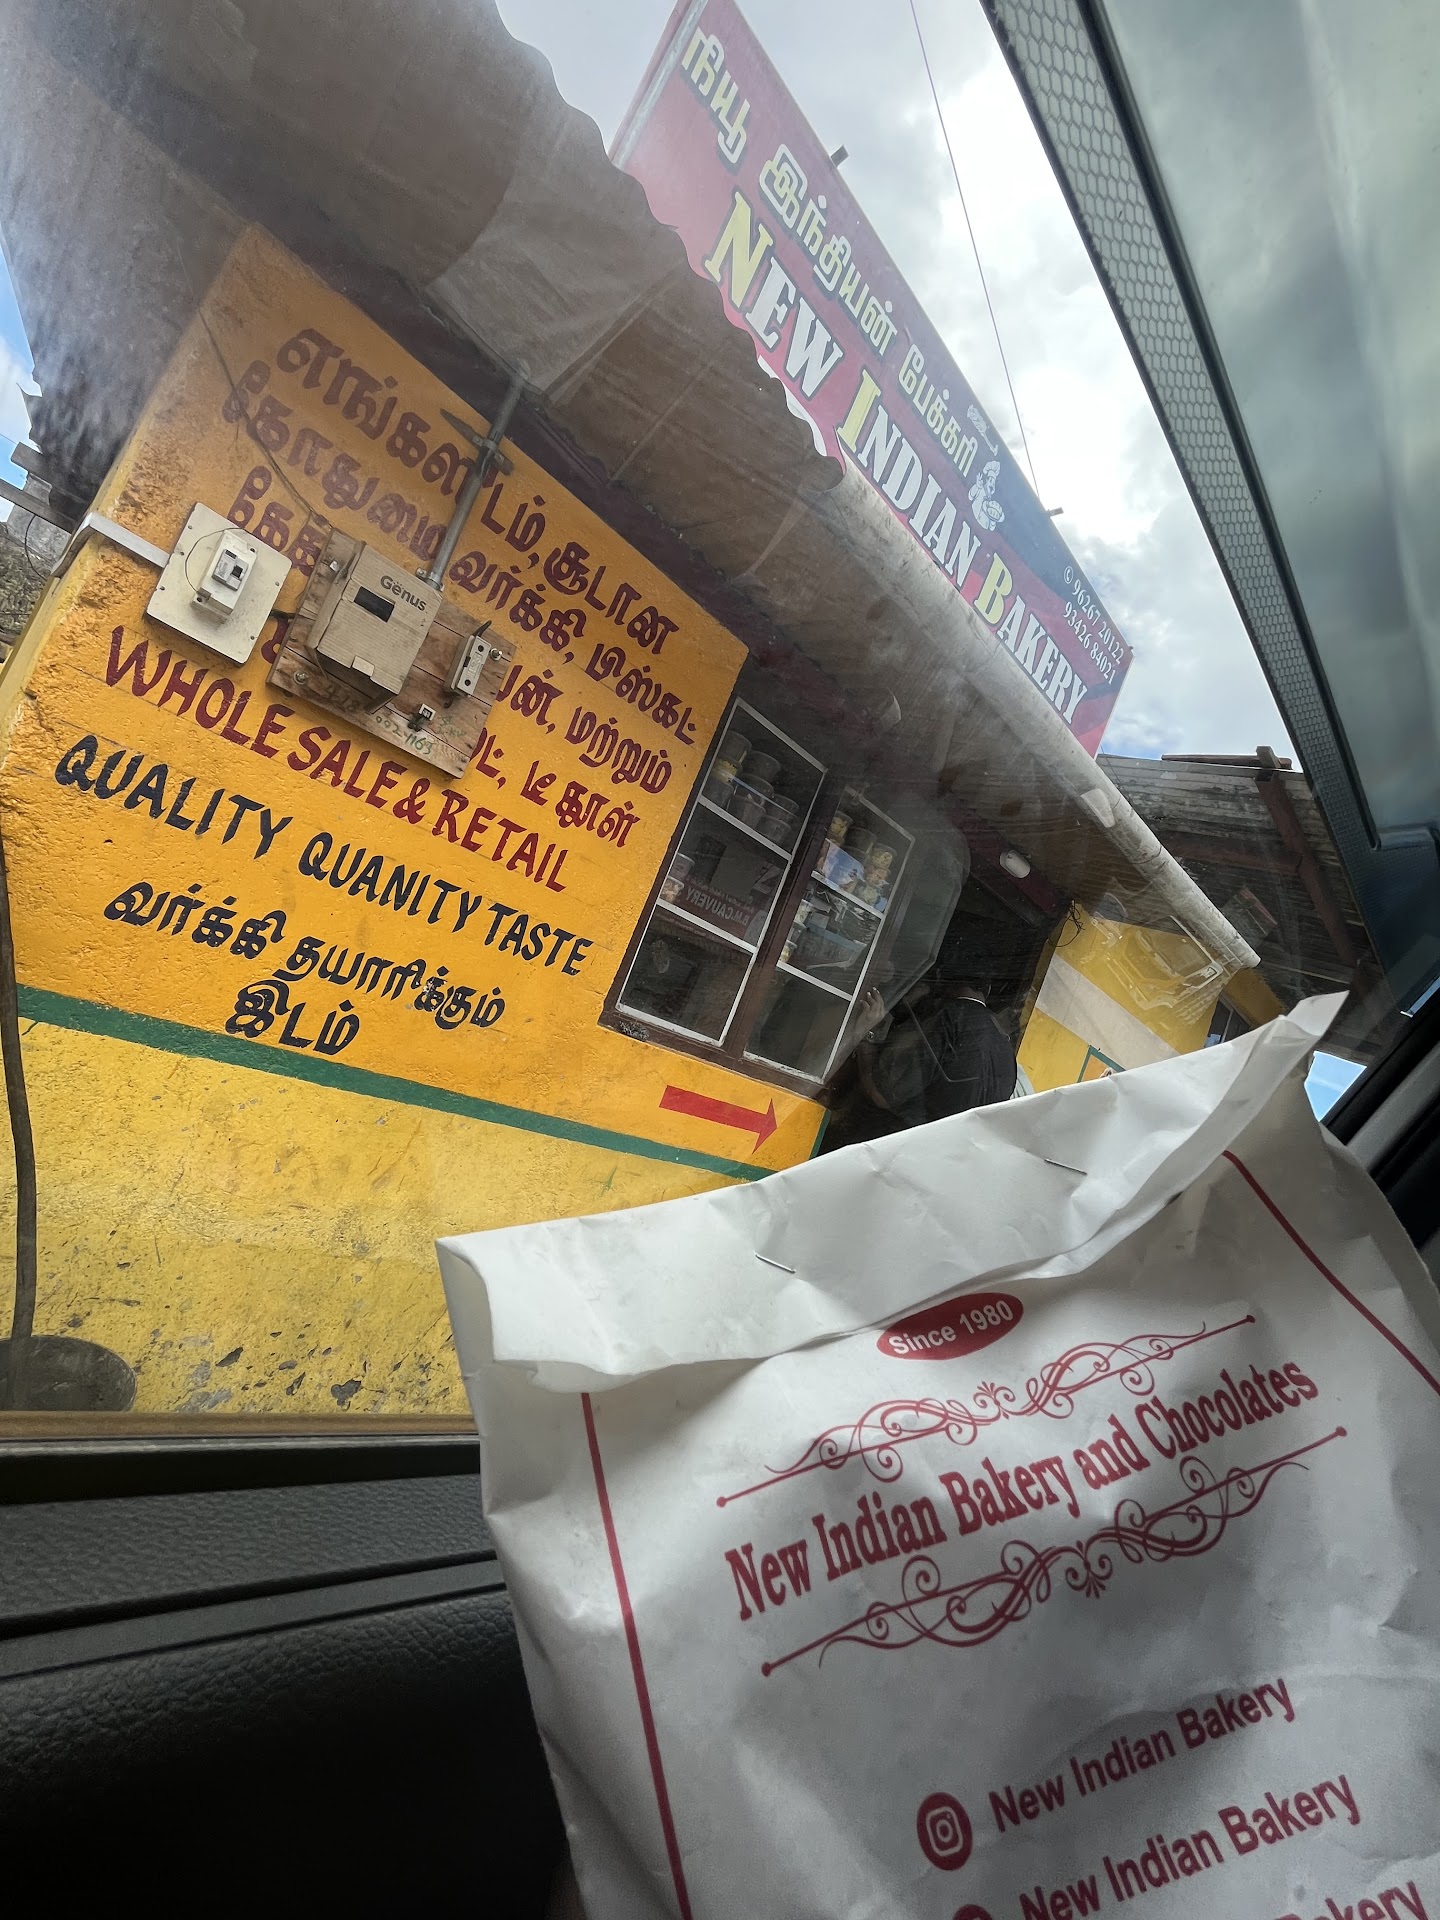 நியூ இந்தியன் பேக்கரி
NEW INDIAN BAKERY
✆ 96267 20122
93426 84021
எங்களிடம், சூடான
கோதுமை வர்க்கி, பிஸ்கட்
மற்றும்
டீ தூள்
WHOLE SALE & RETAIL
QUALITY QUANITY TASTE
வர்க்கி தயாரிக்கும்
இடம்
Genus
Since 1980
New Indian Bakery and Chocolates
New Indian Bakery
New Indian Bakery